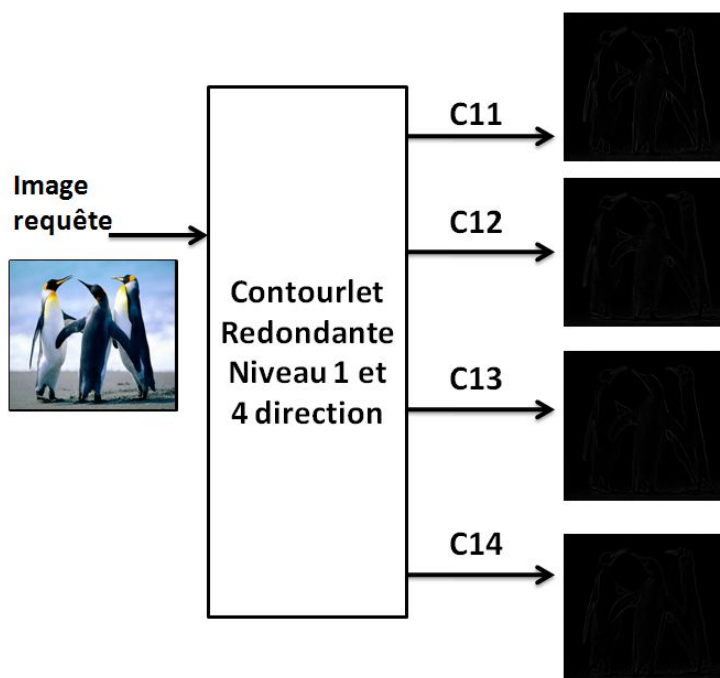 Image
requête
Contourlet
Redondante
Niveau 1 et
4 direction
C11
C12
C13
C14